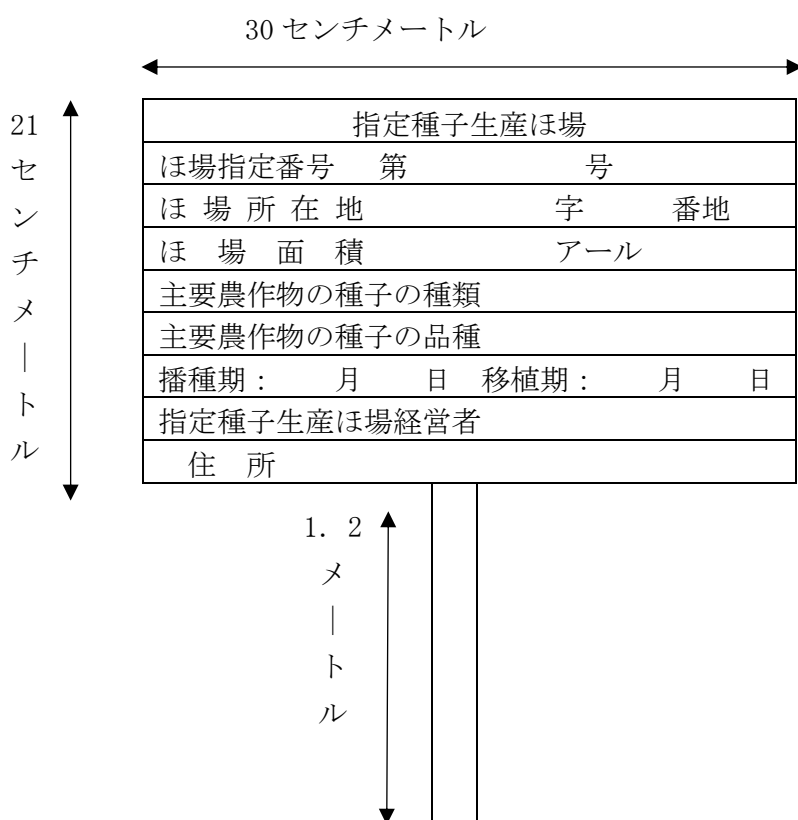 30センチメートル
21センチメートル
指定種子生産ほ場
ほ場指定番号　第　　　　　号
ほ 場 所 在 地　　　　　　字　　　番地
ほ　場　面　積　　　　　　アール
主要農作物の種子の種類
主要農作物の種子の品種
播種期：　　月　　日　移植期：　　月　　日
指定種子生産ほ場経営者
住　所
1．2メートル